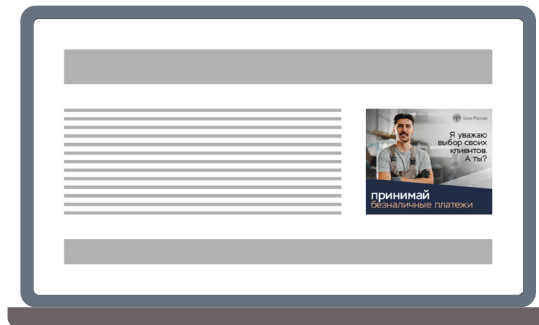 Банк России
Я уважаю
выбор своих
клиентов.
А ты?
принимай
безналичные платежи